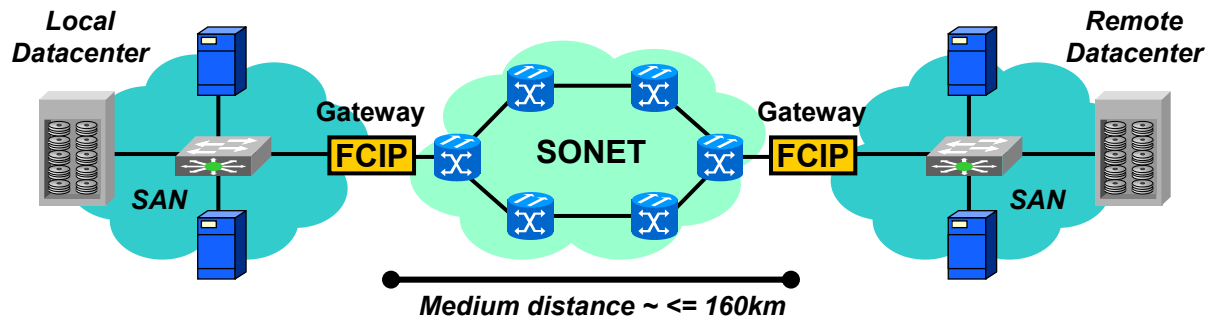 Local
Datacenter
Remote
Datacenter
Gateway
Gateway
FCIP
SONET
FCIP
SAN
SAN
Medium distance ~ <= 160km